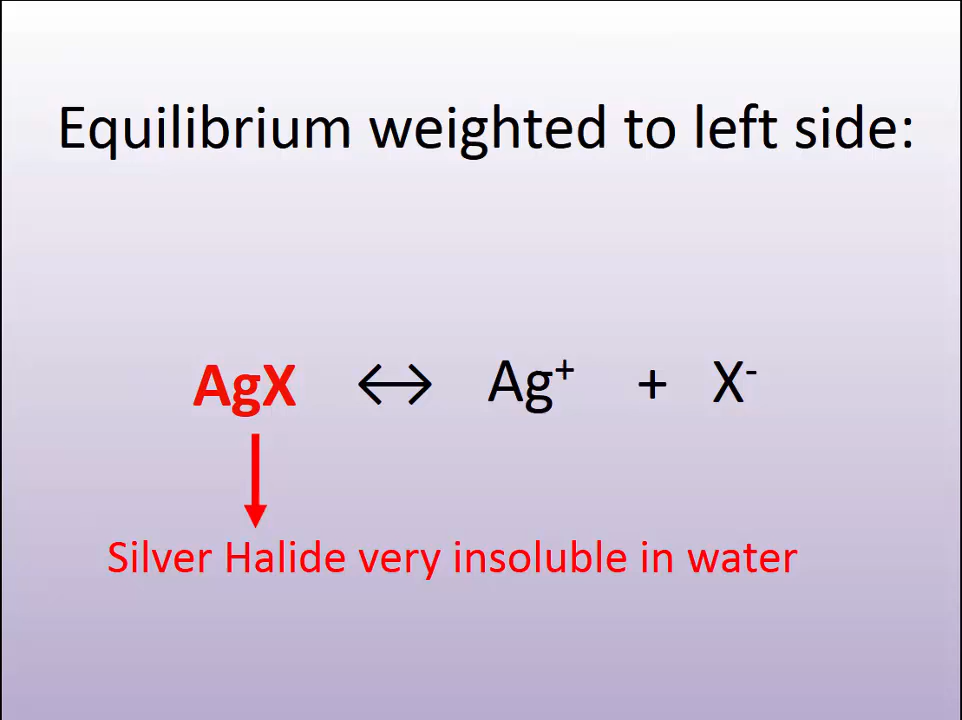 Equilibrium weighted to left side:
AgX ↔ Ag⁺ + X⁻
Silver Halide very insoluble in water